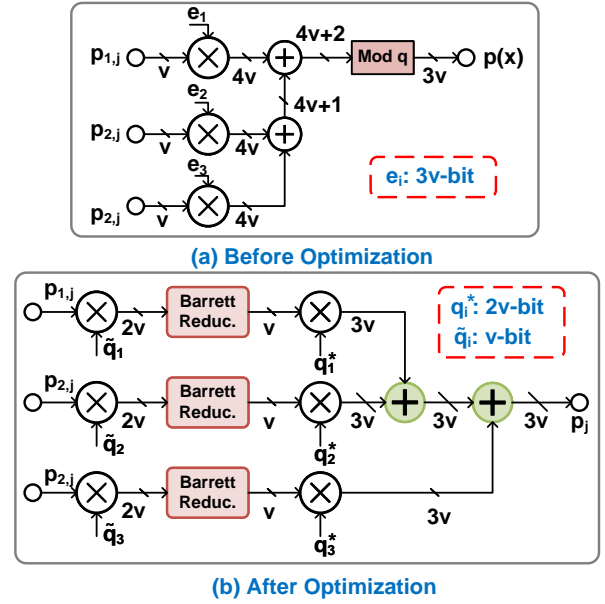 e1
4v+2
p1,j
v
4v
Mod q
3v
p(x)
e2
4v+1
p2,j
v
4v
e3
p2,j
v
4v
ei: 3v-bit
(a) Before Optimization
p1,j
2v
Barrett
Reduc.
v
3v
q̃1
q1*
qi*: 2v-bit
q̃i: v-bit
p2,j
2v
Barrett
Reduc.
v
3v
3v
3v
pj
q̃2
q2*
p2,j
2v
Barrett
Reduc.
v
3v
q̃3
q3*
(b) After Optimization